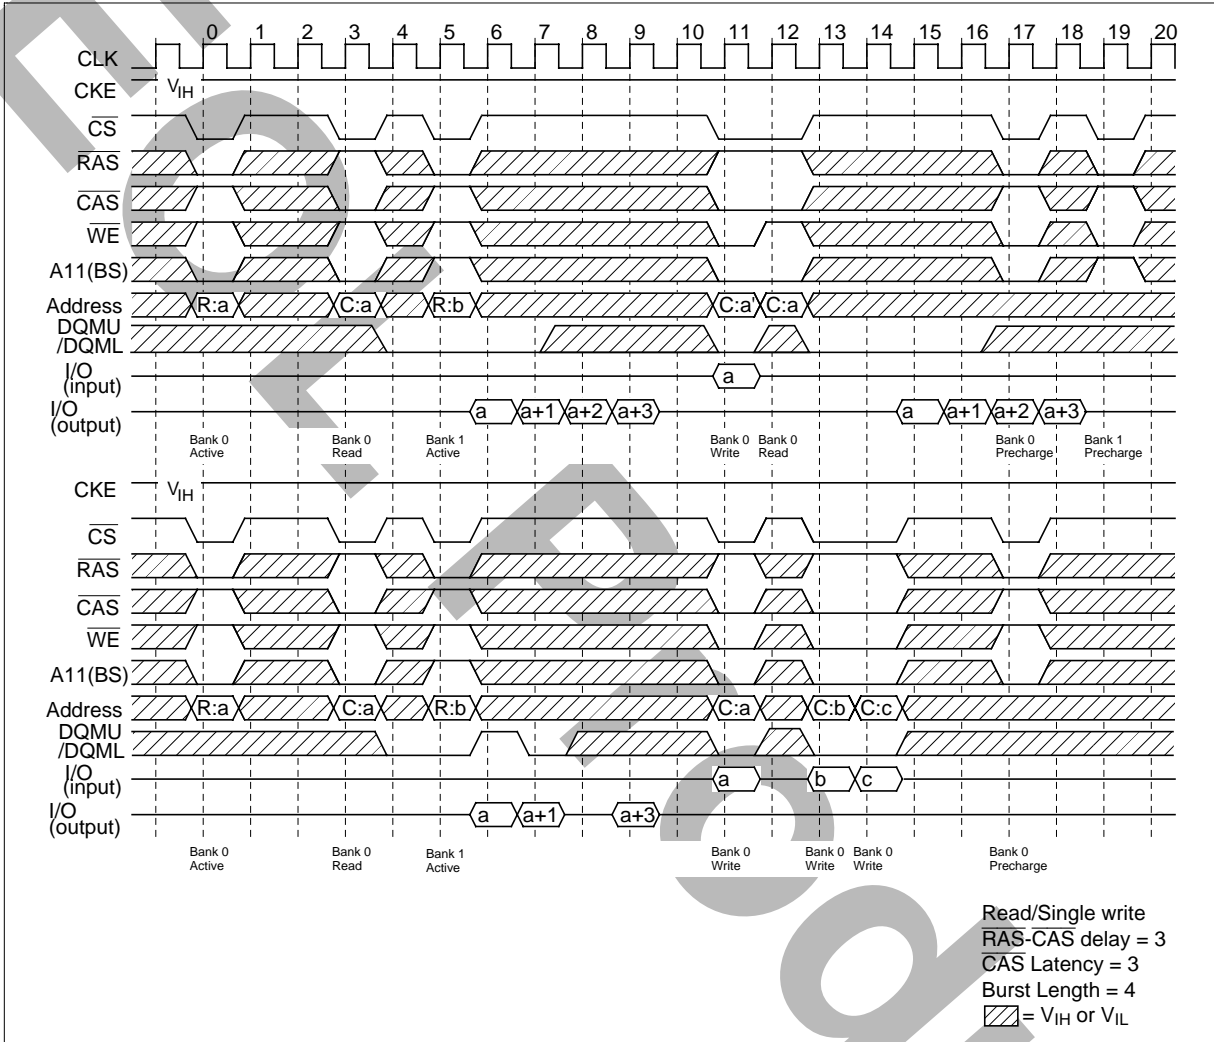 0 1 2 3 4 5 6 7 8 9 10 11 12 13 14 15 16 17 18 19 20
CLK
CKE VIH
CS
RAS
CAS
WE
A11(BS)
Address R:a C:a R:b C:a' C:a
DQMU
/DQML
I/O
(input) a
I/O
(output) a a+1 a+2 a+3 a a+1 a+2 a+3
Bank 0 Bank 0 Bank 1 Bank 0 Bank 0 Bank 0 Bank 1
Active Read Active Write Read Precharge Precharge
CKE VIH
CS
RAS
CAS
WE
A11(BS)
Address R:a C:a R:b C:a C:b C:c
DQMU
/DQML
I/O
(input) a b c
I/O
(output) a a+1 a+3
Bank 0 Bank 0 Bank 1 Bank 0 Bank 0 Bank 0 Bank 0
Active Read Active Write Write Write Precharge
Read/Single write
RAS-CAS delay = 3
CAS Latency = 3
Burst Length = 4
= VIH or VIL